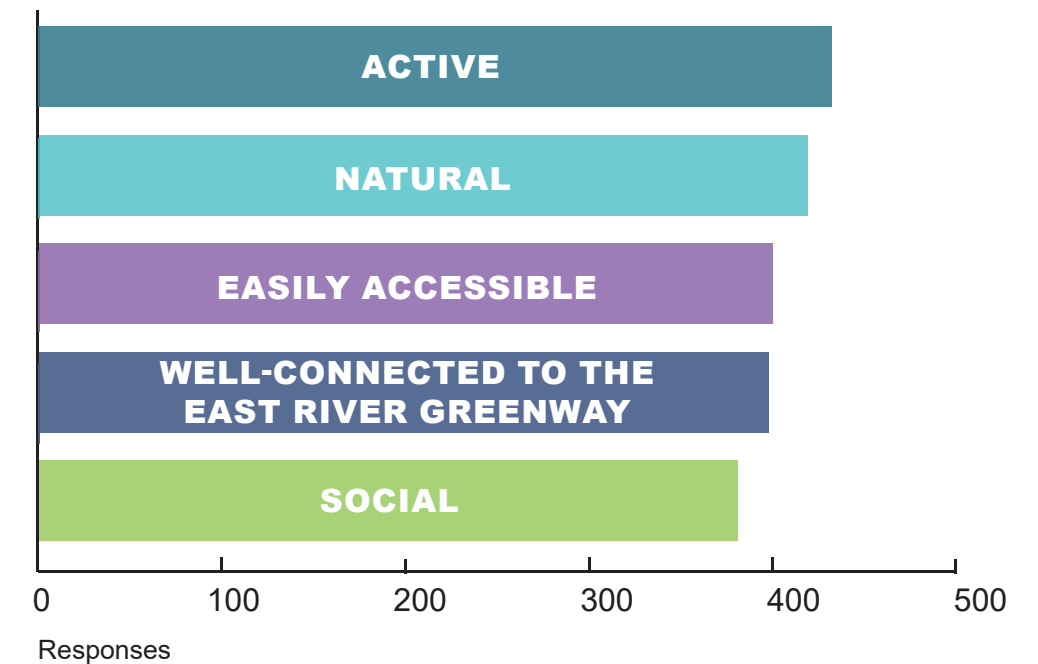 ACTIVE
NATURAL
EASILY ACCESSIBLE
WELL-CONNECTED TO THE
EAST RIVER GREENWAY
SOCIAL
0 100 200 300 400 500
Responses